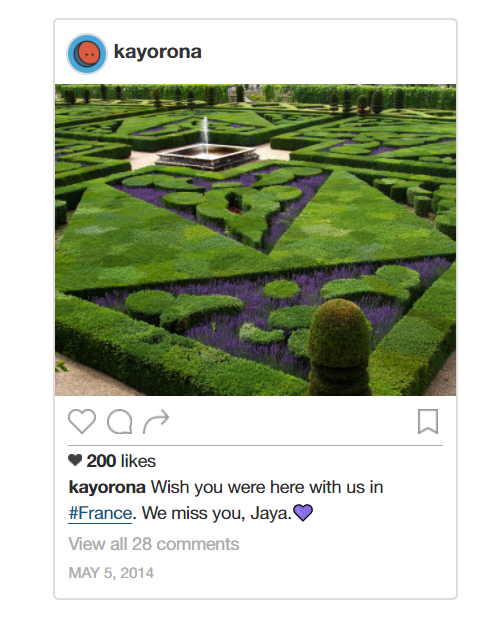 kayorona
200 likes
kayorona Wish you were here with us in
#France. We miss you, Jaya.💜
View all 28 comments
MAY 5, 2014